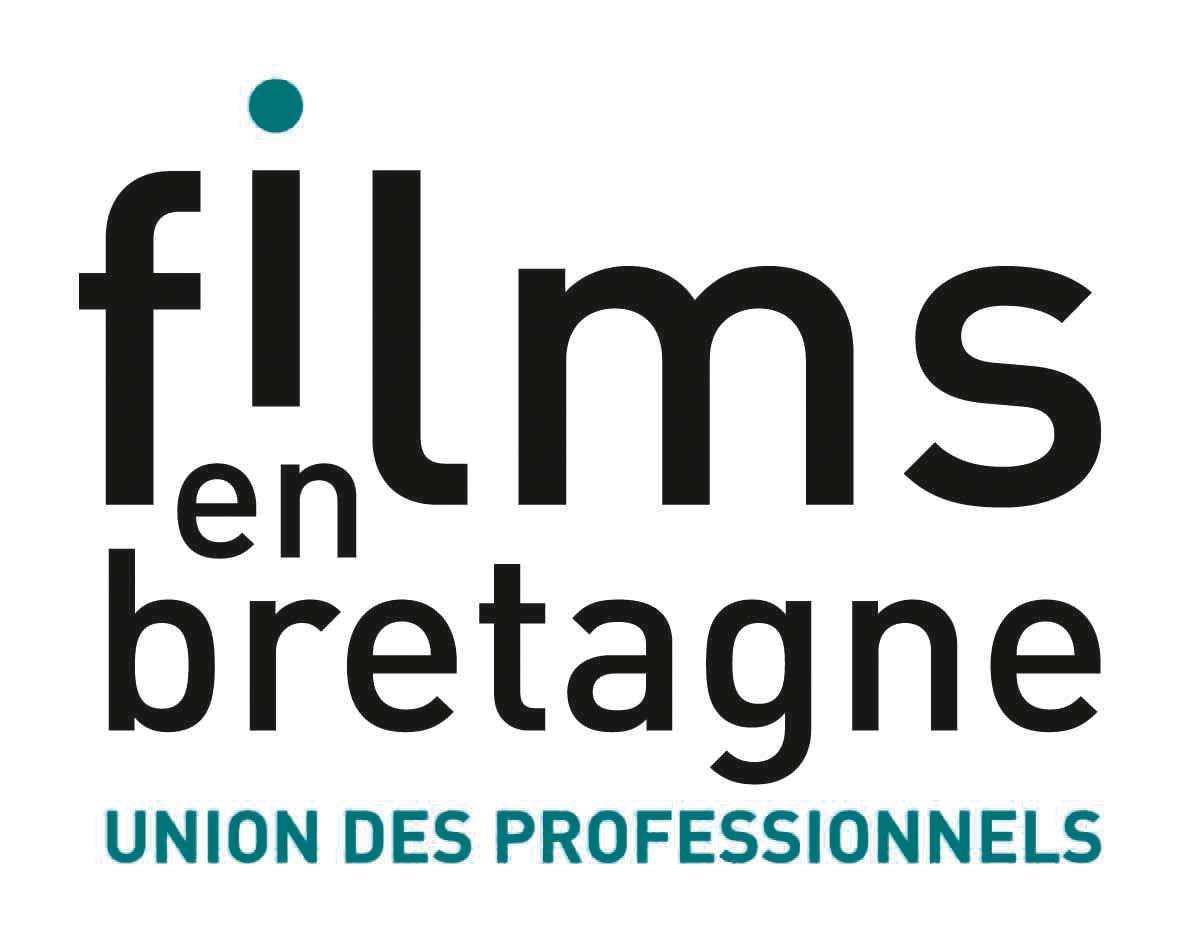 films
en
bretagne
UNION DES PROFESSIONNELS